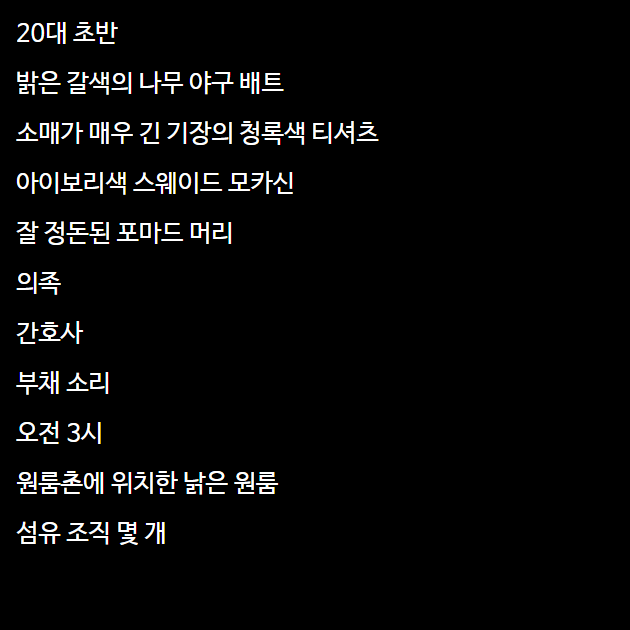 20대 초반
밝은 갈색의 나무 야구 배트
소매가 매우 긴 기장의 청록색 티셔츠
아이보리색 스웨이드 모카신
잘 정돈된 포마드 머리
의족
간호사
부채 소리
오전 3시
원룸촌에 위치한 낡은 원룸
섬유 조직 몇 개